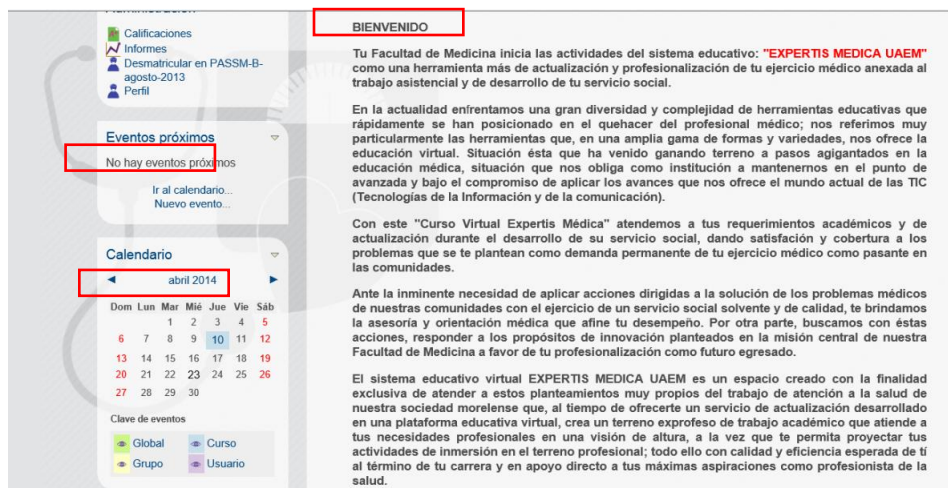 Calificaciones
Informes
Desmatricular en PASSM-B-
agosto-2013
Perfil
Eventos próximos
No hay eventos próximos
Ir al calendario...
Nuevo evento...
Calendario
◄ abril 2014 ►
Dom Lun Mar Mié Jue Vie Sáb
1 2 3 4 5
6 7 8 9 10 11 12
13 14 15 16 17 18 19
20 21 22 23 24 25 26
27 28 29 30
Clave de eventos
Global Curso
Grupo Usuario
BIENVENIDO
Tu Facultad de Medicina inicia las actividades del sistema educativo: "EXPERTIS MEDICA UAEM"
como una herramienta más de actualización y profesionalización de tu ejercicio médico anexada al
trabajo asistencial y de desarrollo de tu servicio social.
En la actualidad enfrentamos una gran diversidad y complejidad de herramientas educativas que
rápidamente se han posicionado en el quehacer del profesional médico; nos referimos muy
particularmente las herramientas que, en una amplia gama de formas y variedades, nos ofrece la
educación virtual. Situación ésta que ha venido ganando terreno a pasos agigantados en la
educación médica, situación que nos obliga como institución a mantenernos en el punto de
avanzada y bajo el compromiso de aplicar los avances que nos ofrece el mundo actual de las TIC
(Tecnologías de la Información y de la comunicación).
Con este "Curso Virtual Expertis Médica" atendemos a tus requerimientos académicos y de
actualización durante el desarrollo de su servicio social, dando satisfacción y cobertura a los
problemas que se te plantean como demanda permanente de tu ejercicio médico como pasante en
las comunidades.
Ante la inminente necesidad de aplicar acciones dirigidas a la solución de los problemas médicos
de nuestras comunidades con el ejercicio de un servicio social solvente y de calidad, te brindamos
la asesoría y orientación médica que afine tu desempeño. Por otra parte, buscamos con éstas
acciones, responder a los propósitos de innovación planteados en la misión central de nuestra
Facultad de Medicina a favor de tu profesionalización como futuro egresado.
El sistema educativo virtual EXPERTIS MEDICA UAEM es un espacio creado con la finalidad
exclusiva de atender a estos planteamientos muy propios del trabajo de atención a la salud de
nuestra sociedad morelense que, al tiempo de ofrecerte un servicio de actualización desarrollado
en una plataforma educativa virtual, crea un terreno exprofeso de trabajo académico que atiende a
tus necesidades profesionales en una visión de altura, a la vez que te permita proyectar tus
actividades de inmersión en el terreno profesional; todo ello con calidad y eficiencia esperada de tí
al término de tu carrera y en apoyo directo a tus máximas aspiraciones como profesionista de la
salud.